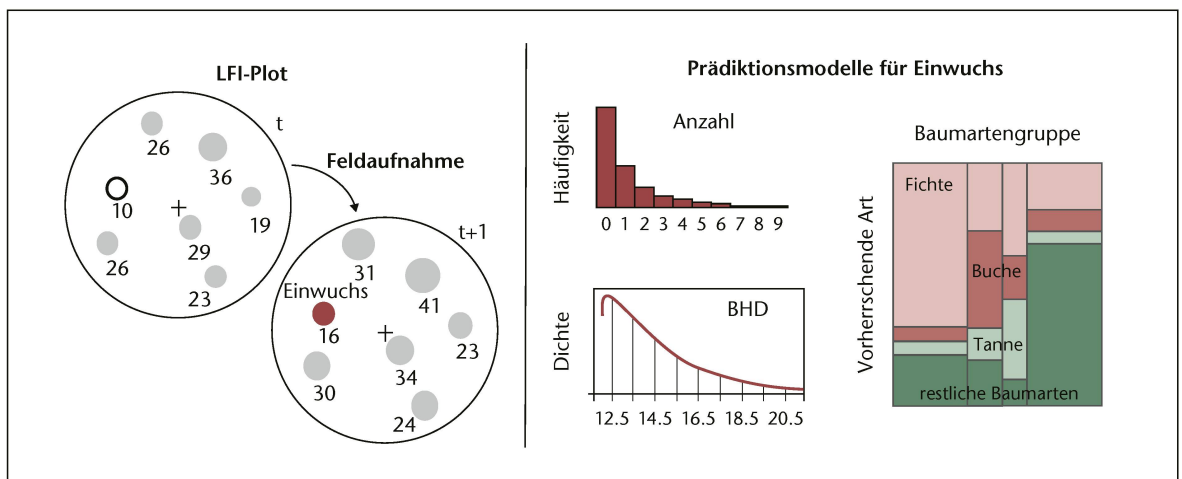 LFI-Plot
t
26
36
10
+
19
29
26
23
Feldaufnahme
t+1
31
Einwuchs
41
16
+
23
34
30
24
Prädiktionsmodelle für Einwuchs
Häufigkeit
Anzahl
0 1 2 3 4 5 6 7 8 9
Dichte
BHD
12.5 14.5 16.5 18.5 20.5
Baumartengruppe
Vorherrschende Art
Fichte
Buche
Tanne
restliche Baumarten